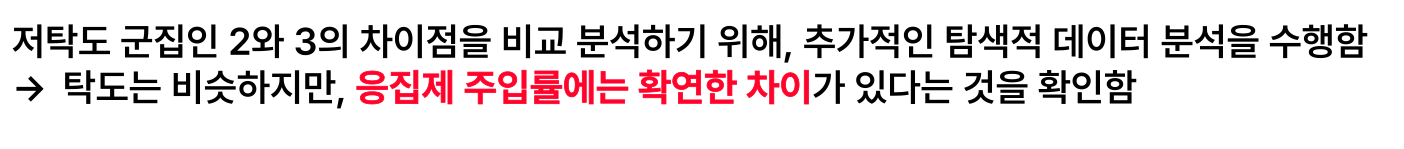 저탁도 군집인 2와 3의 차이점을 비교 분석하기 위해, 추가적인 탐색적 데이터 분석을 수행함
→ 탁도는 비슷하지만, 응집제 주입률에는 확연한 차이가 있다는 것을 확인함